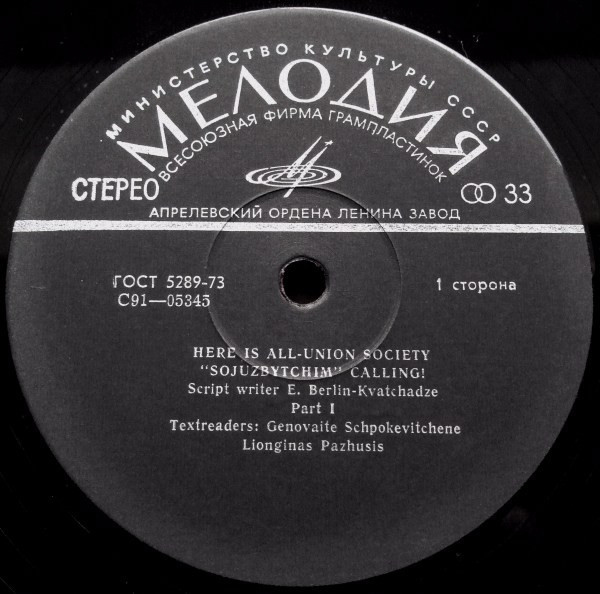 МИНИСТЕРСТВО КУЛЬТУРЫ СССР
МЕЛОДИЯ
ВСЕСОЮЗНАЯ ФИРМА ГРАМПЛАСТИНОК
СТЕРЕО
33
АПРЕЛЕВСКИЙ ОРДЕНА ЛЕНИНА ЗАВОД
ГОСТ 5289-73
С91—05345
1 сторона
HERE IS ALL-UNION SOCIETY
“SOJUZBYTCHIM” CALLING!
Script writer E. Berlin-Kvatchadze
Part I
Textreaders: Genovaite Schpokevitchene
Lionginas Pazhusis